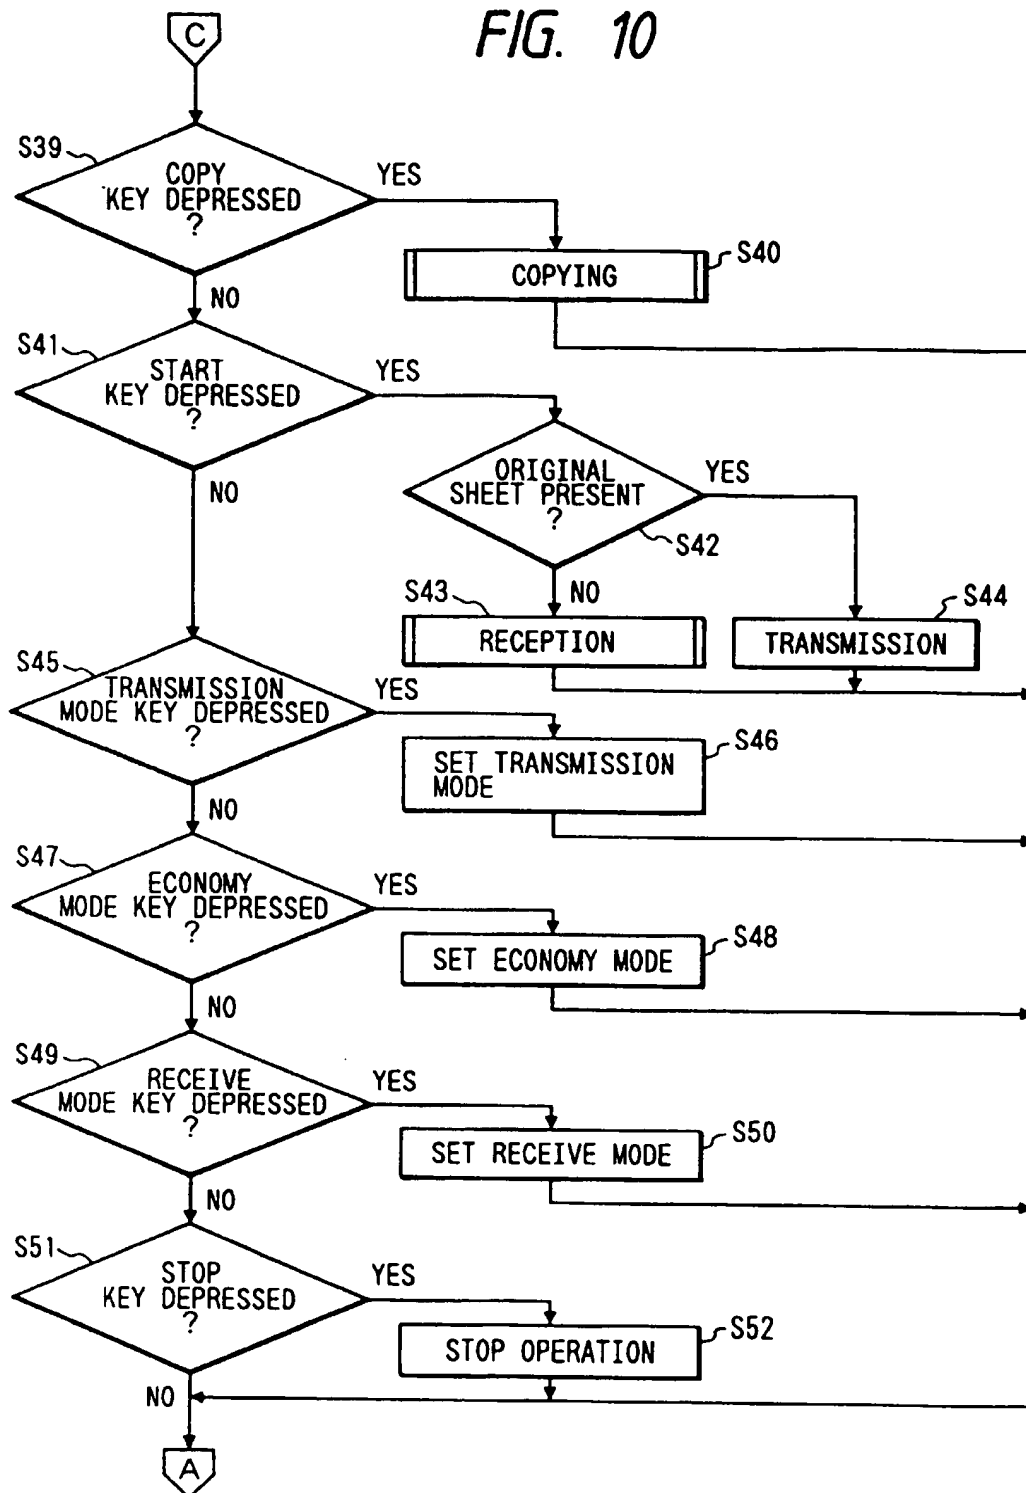 C
FIG. 10
S39
COPY
KEY DEPRESSED
?
YES
NO
COPYING
S40
S41
START
KEY DEPRESSED
?
YES
NO
ORIGINAL
SHEET PRESENT
?
YES
S42
NO
S43
RECEPTION
S44
TRANSMISSION
S45
TRANSMISSION
MODE KEY DEPRESSED
?
YES
NO
S46
SET TRANSMISSION
MODE
S47
ECONOMY
MODE KEY DEPRESSED
?
YES
NO
S48
SET ECONOMY MODE
S49
RECEIVE
MODE KEY DEPRESSED
?
YES
NO
S50
SET RECEIVE MODE
S51
STOP
KEY DEPRESSED
?
YES
S52
STOP OPERATION
NO
A